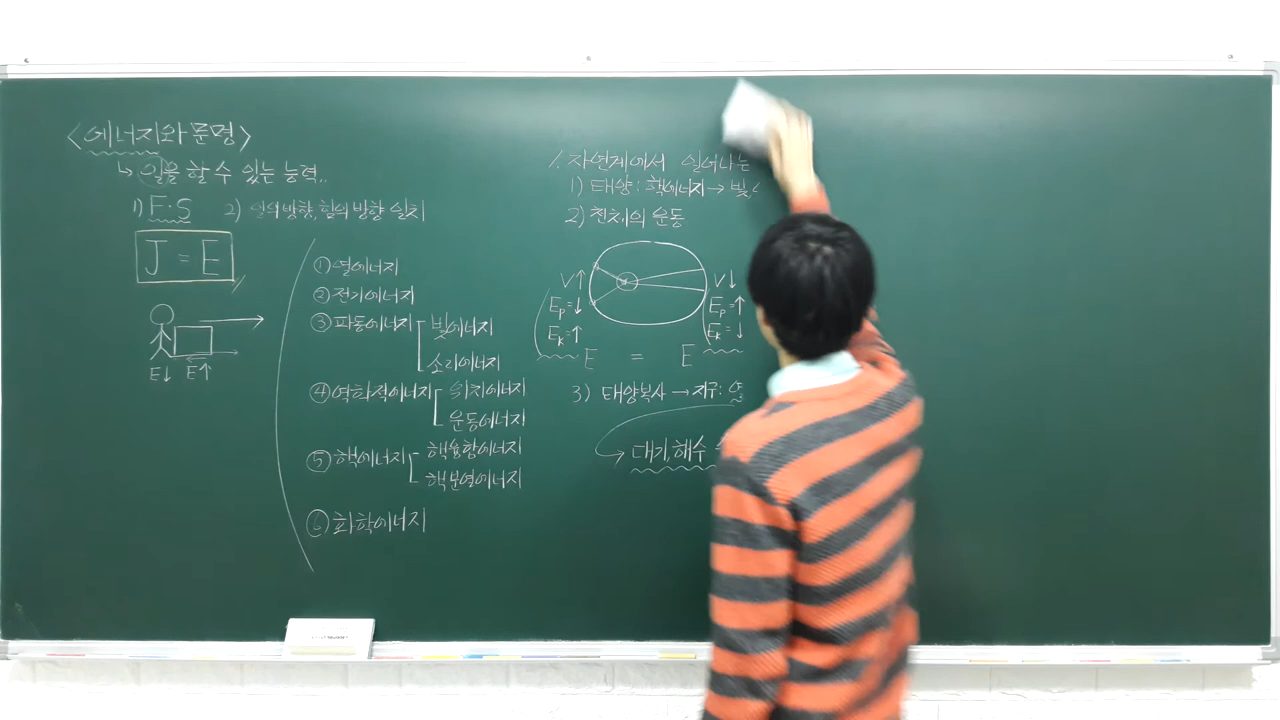 <에너지와 문명>
↳ 일을 할 수 있는 능력..
1) F·S 2) 일의 방향, 힘의 방향 일치
J = E
E↓ E↑
① 열에너지
② 전기에너지
③ 파동에너지 빛에너지
소리에너지
④ 역학적에너지 위치에너지
운동에너지
⑤ 핵에너지 핵융합에너지
핵분열에너지
⑥ 화학에너지
1. 자연계에서 일어나는
1) 태양: 핵에너지 → 빛,
2) 천체의 운동
V↑ V↓
Ep=↓ Ep=↑
Ek=↑ Ek=↓
E = E
3) 태양복사 → 지구:
→ 대기, 해수